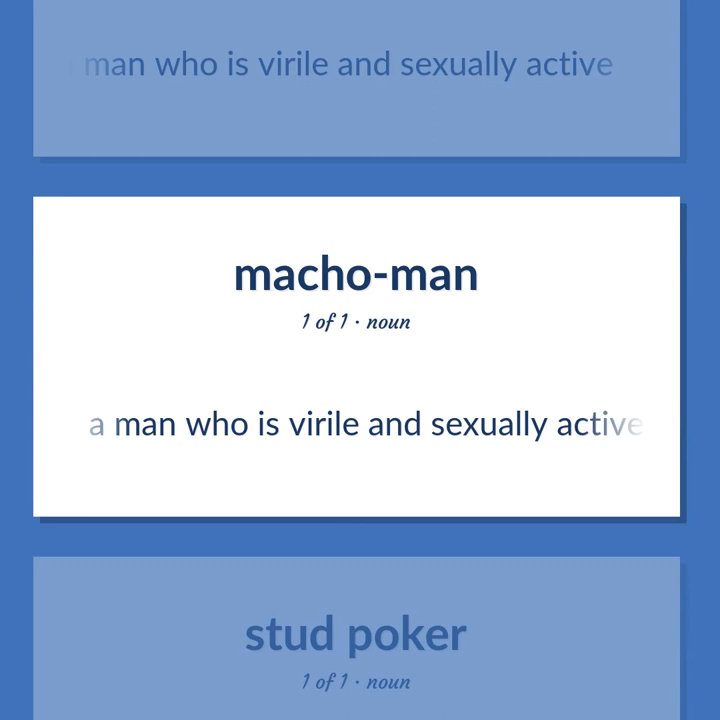 man who is virile and sexually active
macho-man
1 of 1 · noun
a man who is virile and sexually active
stud poker
1 of 1 · noun